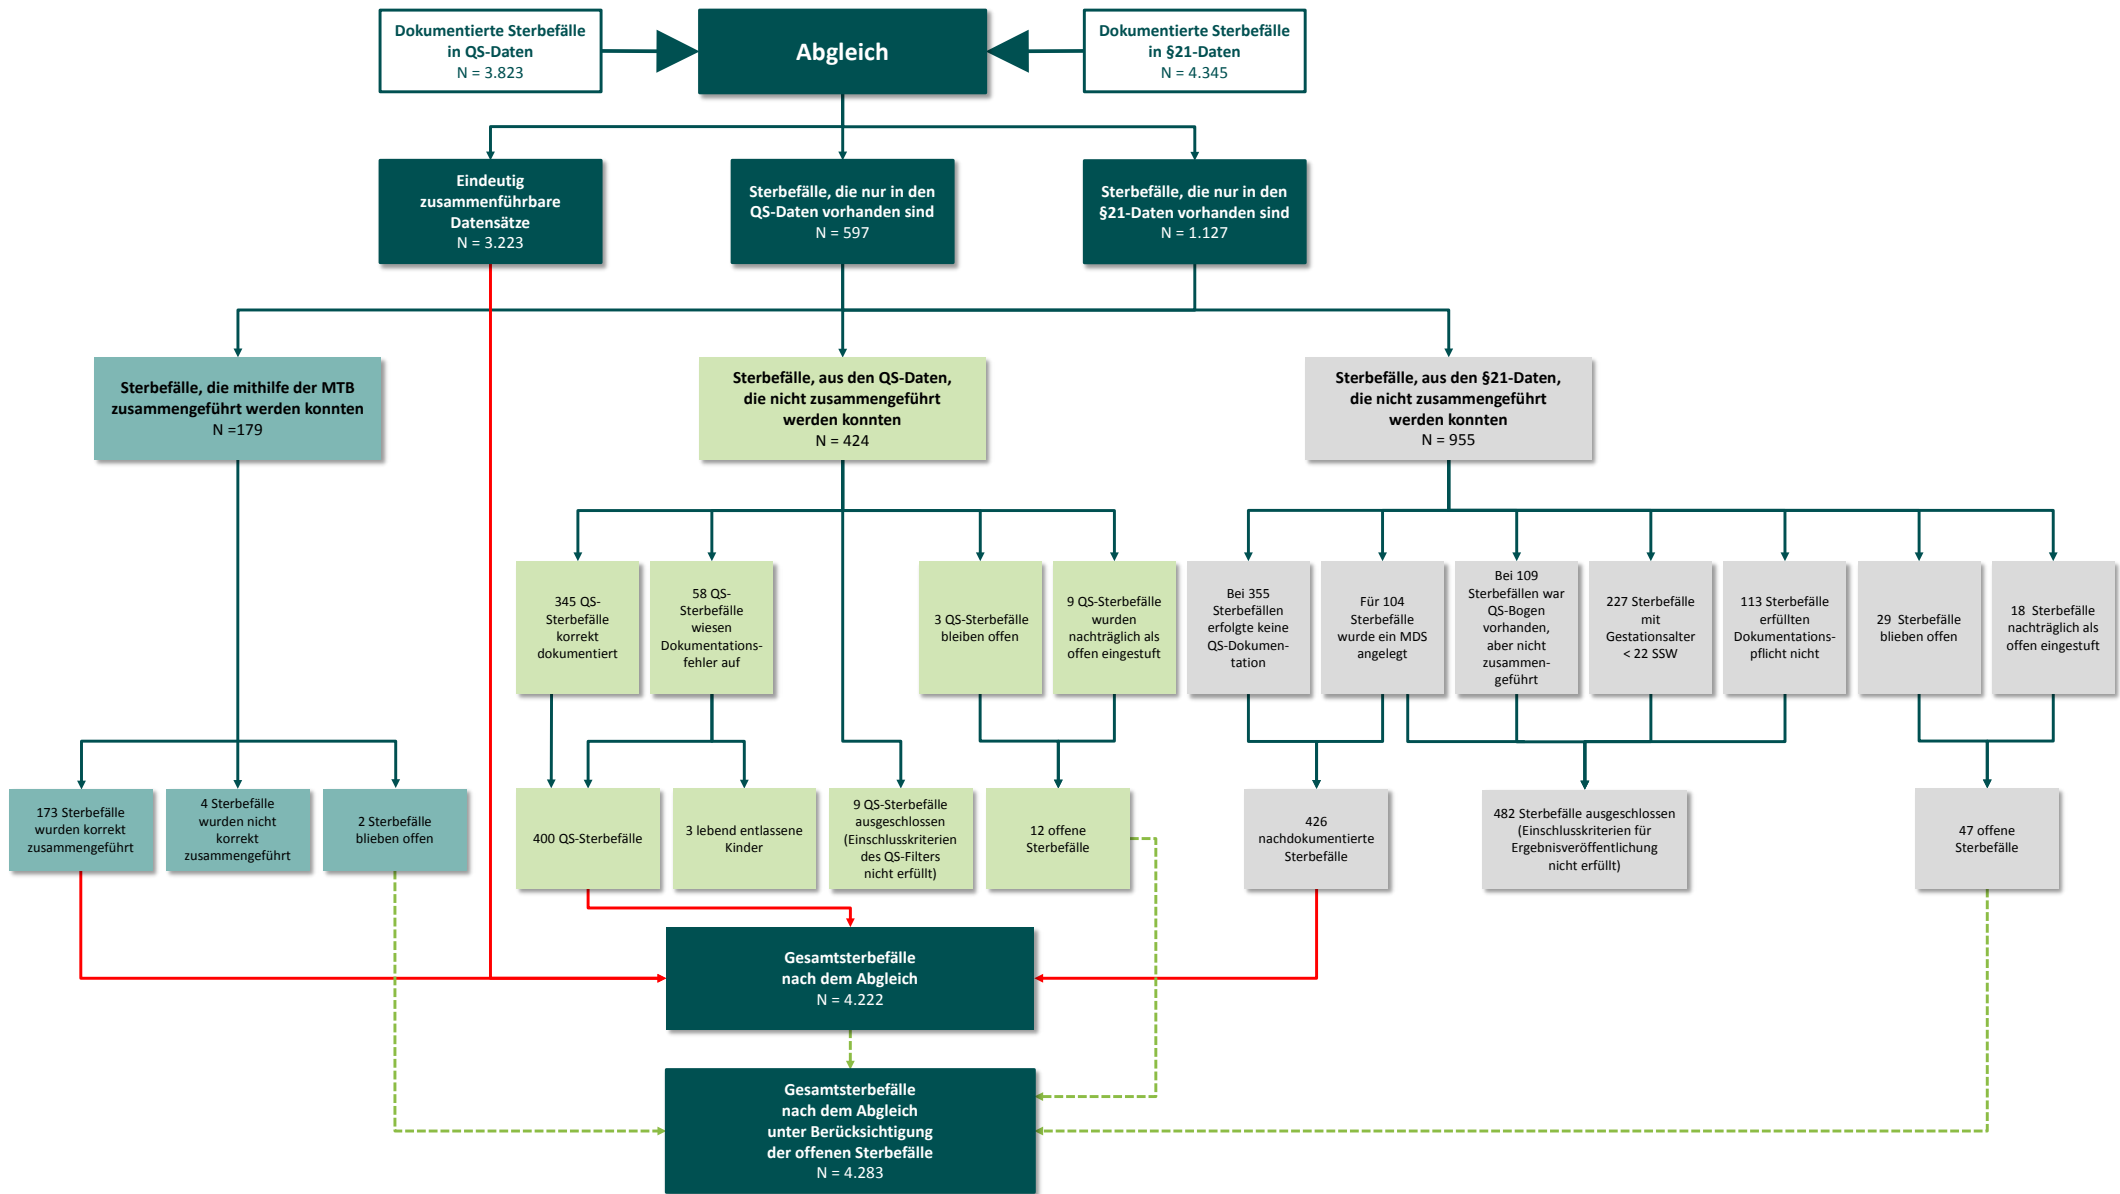 Dokumentierte Sterbefälle
in QS-Daten
N = 3.823
Abgleich
Dokumentierte Sterbefälle
in §21-Daten
N = 4.345
Eindeutig
zusammenführbare
Datensätze
N = 3.223
Sterbefälle, die nur in den
QS-Daten vorhanden sind
N = 597
Sterbefälle, die nur in den
§21-Daten vorhanden sind
N = 1.127
Sterbefälle, die mithilfe der MTB
zusammengeführt werden konnten
N =179
Sterbefälle, aus den QS-Daten,
die nicht zusammengeführt
werden konnten
N = 424
Sterbefälle, aus den §21-Daten,
die nicht zusammengeführt
werden konnten
N = 955
345 QS-
Sterbefälle
korrekt
dokumentiert
58 QS-
Sterbefälle
wiesen
Dokumentations-
fehler auf
3 QS-Sterbefälle
bleiben offen
9 QS-Sterbefälle
wurden
nachträglich als
offen eingestuft
Bei 355
Sterbefällen
erfolgte keine
QS-Dokumen-
tation
Für 104
Sterbefälle
wurde ein MDS
angelegt
Bei 109
Sterbefällen war
QS-Bogen
vorhanden,
aber nicht
zusammen-
geführt
227 Sterbefälle
mit
Gestationsalter
< 22 SSW
113 Sterbefälle
erfüllten
Dokumentations-
pflicht nicht
29 Sterbefälle
blieben offen
18 Sterbefälle
nachträglich als
offen eingestuft
173 Sterbefälle
wurden korrekt
zusammengeführt
4 Sterbefälle
wurden nicht
korrekt
zusammengeführt
2 Sterbefälle
blieben offen
400 QS-Sterbefälle
3 lebend entlassene
Kinder
9 QS-Sterbefälle
ausgeschlossen
(Einschlusskriterien
des QS-Filters
nicht erfüllt)
12 offene
Sterbefälle
426
nachdokumentierte
Sterbefälle
482 Sterbefälle ausgeschlossen
(Einschlusskriterien für
Ergebnisveröffentlichung
nicht erfüllt)
47 offene
Sterbefälle
Gesamtsterbefälle
nach dem Abgleich
N = 4.222
Gesamtsterbefälle
nach dem Abgleich
unter Berücksichtigung
der offenen Sterbefälle
N = 4.283